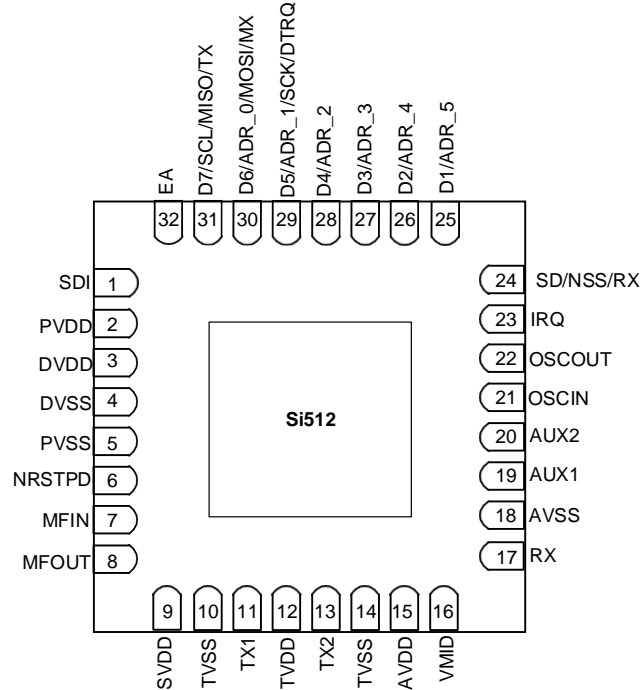 EA
D7/SCL/MISO/TX
D6/ADR_0/MOSI/MX
D5/ADR_1/SCK/DTRQ
D4/ADR_2
D3/ADR_3
D2/ADR_4
D1/ADR_5
32
31
30
29
28
27
26
25
SDI 1
PVDD 2
DVDD 3
DVSS 4
PVSS 5
NRSTPD 6
MFIN 7
MFOUT 8
Si512
24 SD/NSS/RX
23 IRQ
22 OSCOUT
21 OSCIN
20 AUX2
19 AUX1
18 AVSS
17 RX
9
10
11
12
13
14
15
16
SVDD
TVSS
TX1
TVDD
TX2
TVSS
AVDD
VMID